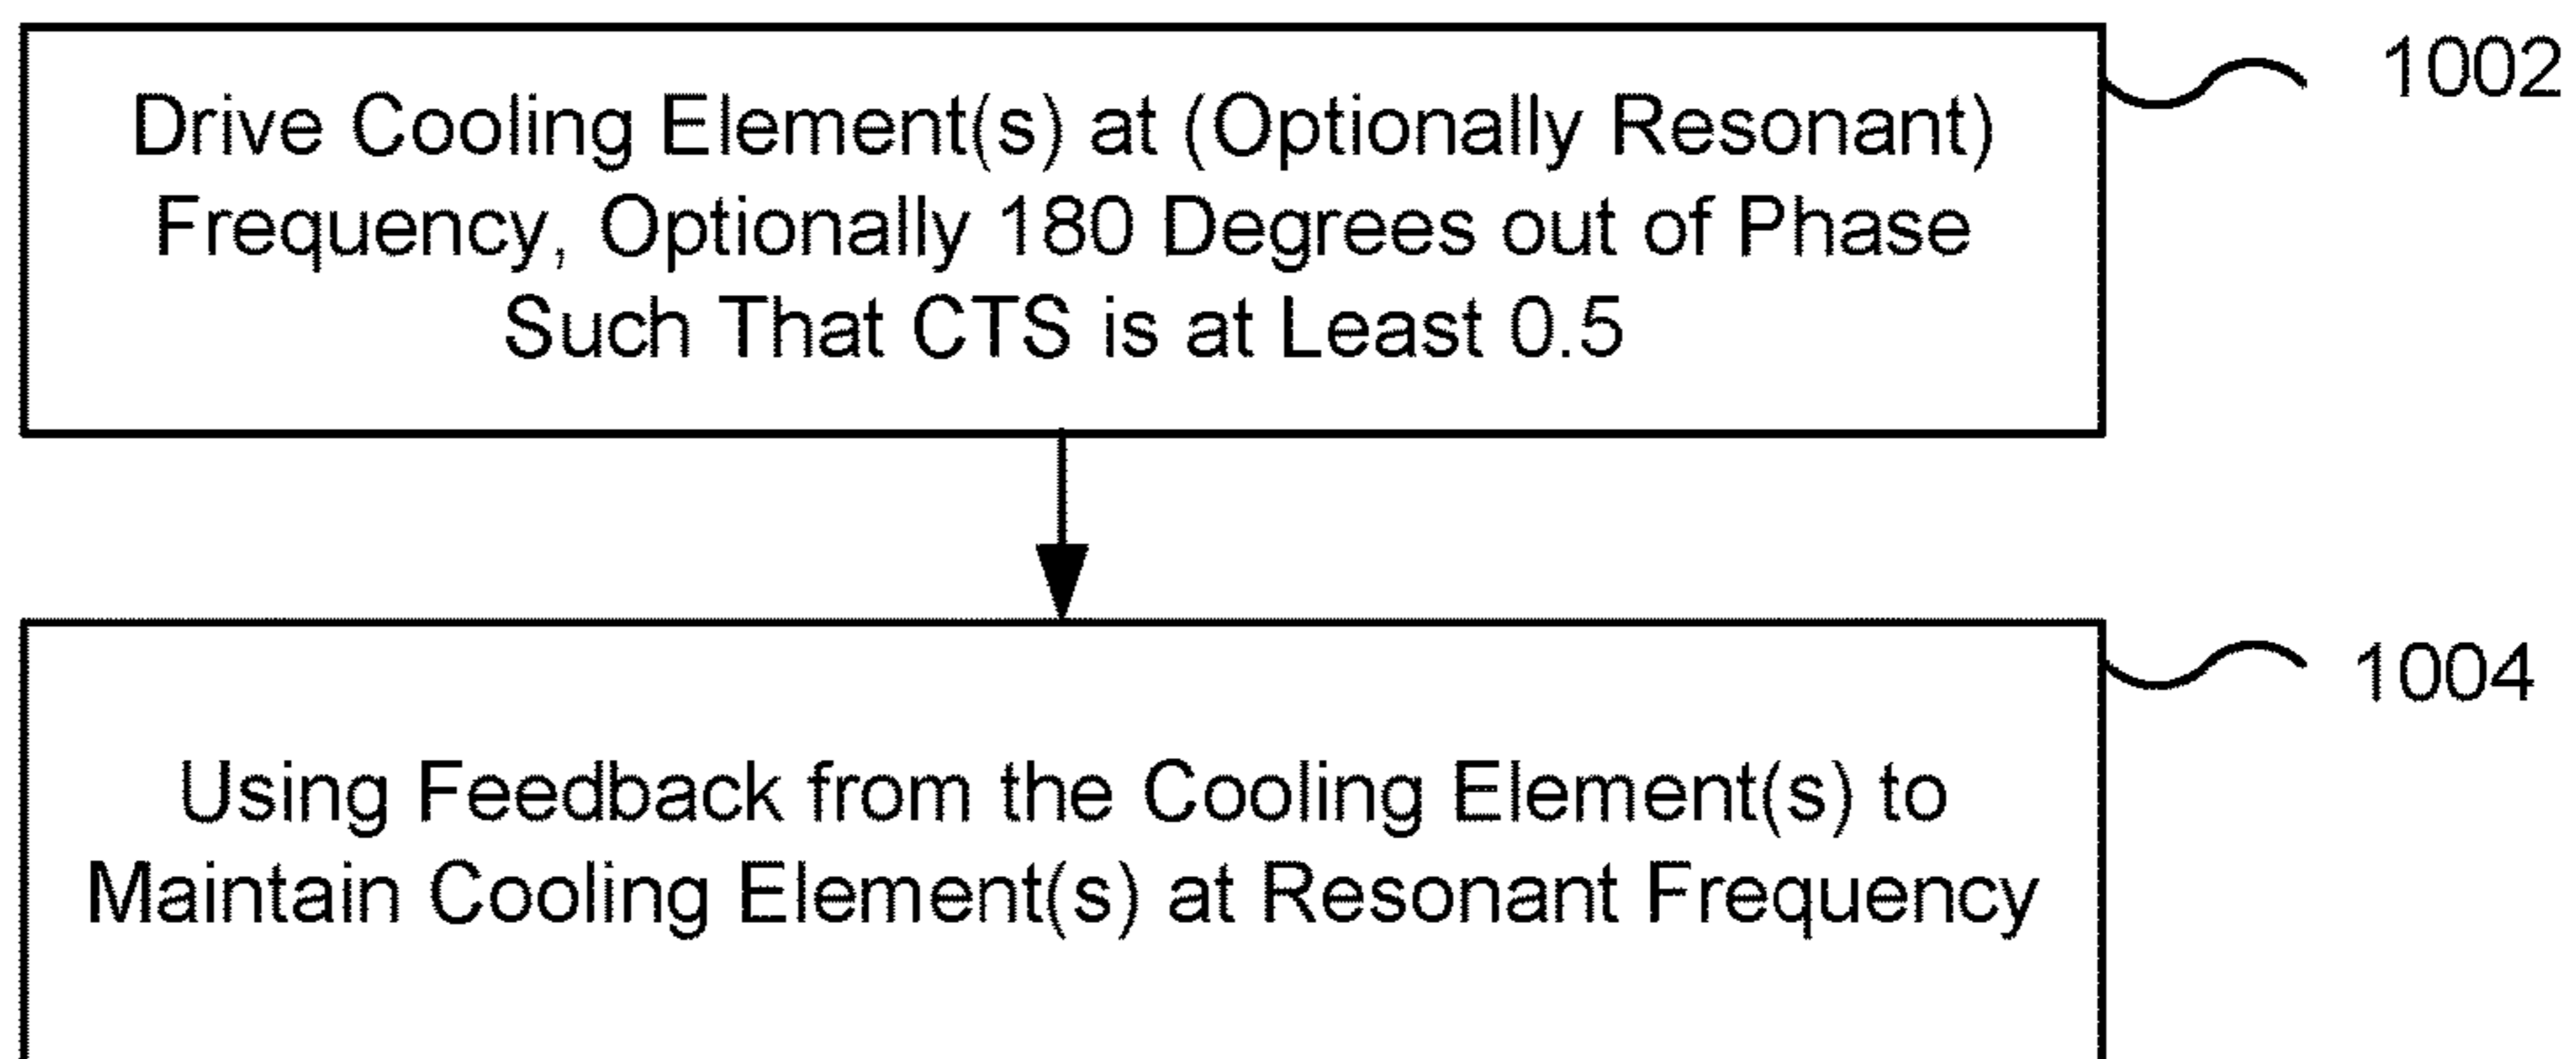 Drive Cooling Element(s) at (Optionally Resonant)
Frequency, Optionally 180 Degrees out of Phase
Such That CTS is at Least 0.5
1002
Using Feedback from the Cooling Element(s) to
Maintain Cooling Element(s) at Resonant Frequency
1004